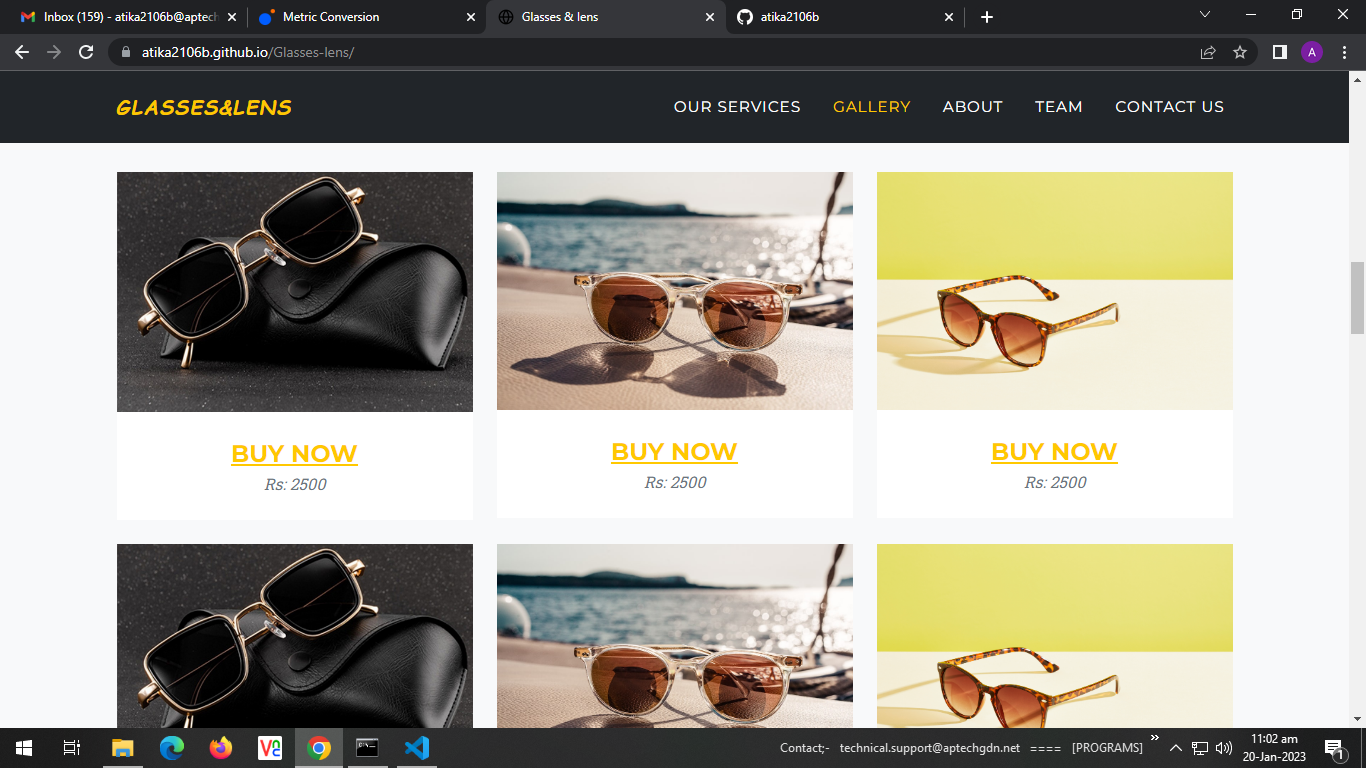 Inbox (159) - atika2106b@aptech
Metric Conversion
Glasses & lens
atika2106b
atika2106b.github.io/Glasses-lens/
A
GLASSES&LENS
OUR SERVICES
GALLERY
ABOUT
TEAM
CONTACT US
BUY NOW
Rs: 2500
BUY NOW
Rs: 2500
BUY NOW
Rs: 2500
Contact;- technical.support@aptechgdn.net ==== [PROGRAMS]
11:02 am
20-Jan-2023
1